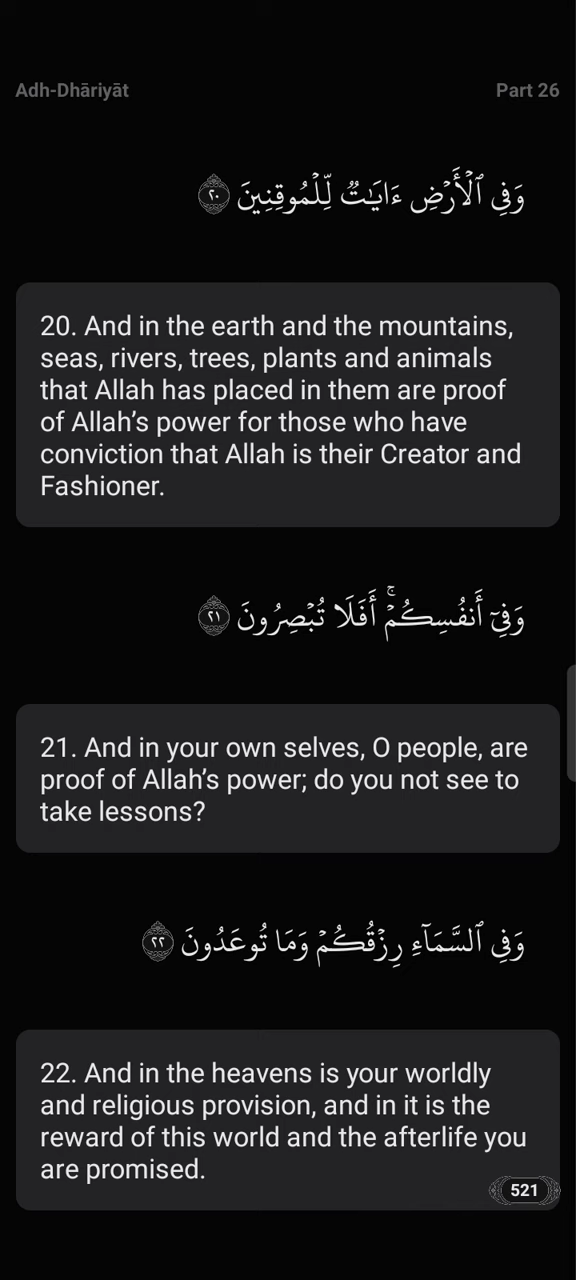 Adh-Dhāriyāt
Part 26
وَفِى ٱلْأَرْضِ ءَايَـٰتٌ لِّلْمُوقِنِينَ ٢٠
20. And in the earth and the mountains,
seas, rivers, trees, plants and animals
that Allah has placed in them are proof
of Allah’s power for those who have
conviction that Allah is their Creator and
Fashioner.
وَفِىٓ أَنفُسِكُمْ ۚ أَفَلَا تُبْصِرُونَ ٢١
21. And in your own selves, O people, are
proof of Allah’s power; do you not see to
take lessons?
وَفِى ٱلسَّمَآءِ رِزْقُكُمْ وَمَا تُوعَدُونَ ٢٢
22. And in the heavens is your worldly
and religious provision, and in it is the
reward of this world and the afterlife you
are promised.
521